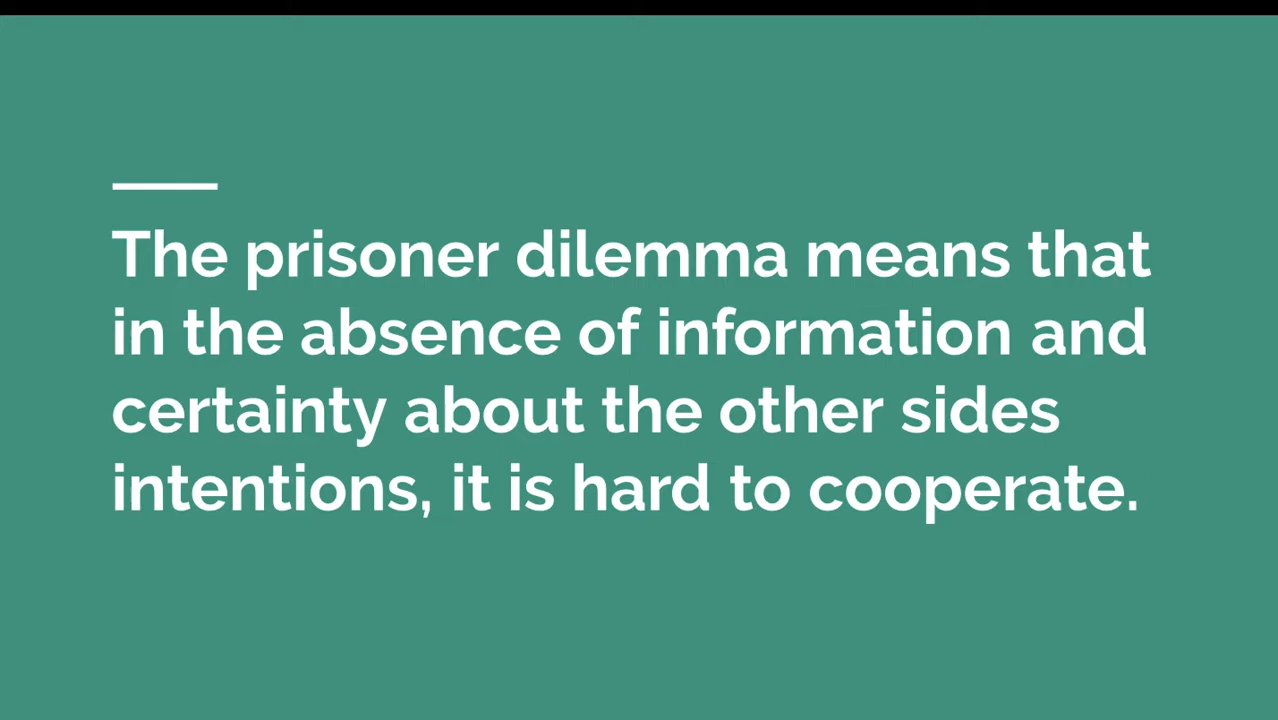 The prisoner dilemma means that
in the absence of information and
certainty about the other sides
intentions, it is hard to cooperate.